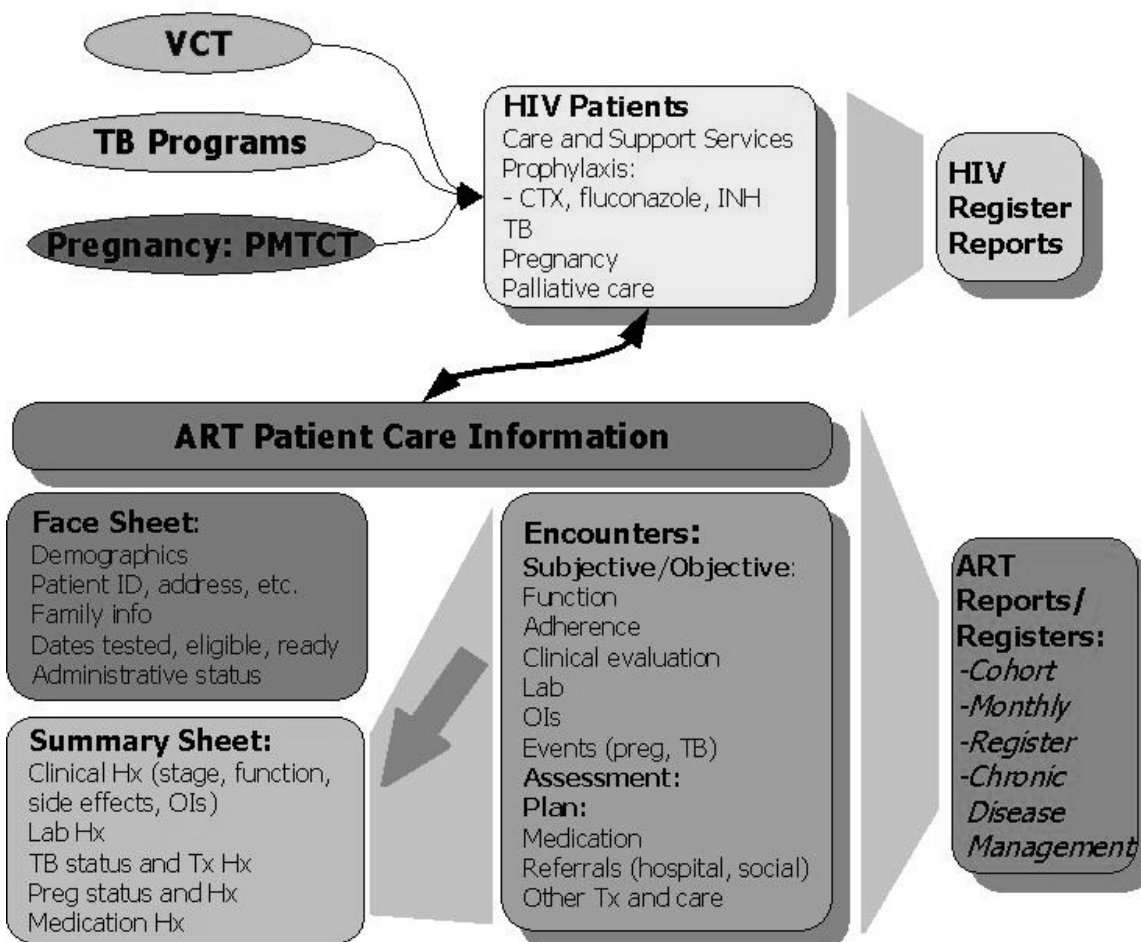 VCT
TB Programs
Pregnancy: PMTCT
HIV Patients
Care and Support Services
Prophylaxis:
- CTX, fluconazole, INH
TB
Pregnancy
Palliative care
HIV
Register
Reports
ART Patient Care Information
Face Sheet:
Demographics
Patient ID, address, etc.
Family info
Dates tested, eligible, ready
Administrative status
Summary Sheet:
Clinical Hx (stage, function,
side effects, OIs)
Lab Hx
TB status and Tx Hx
Preg status and Hx
Medication Hx
Encounters:
Subjective/Objective:
Function
Adherence
Clinical evaluation
Lab
OIs
Events (preg, TB)
Assessment:
Plan:
Medication
Referrals (hospital, social)
Other Tx and care
ART
Reports/
Registers:
-Cohort
-Monthly
-Register
-Chronic
Disease
Management